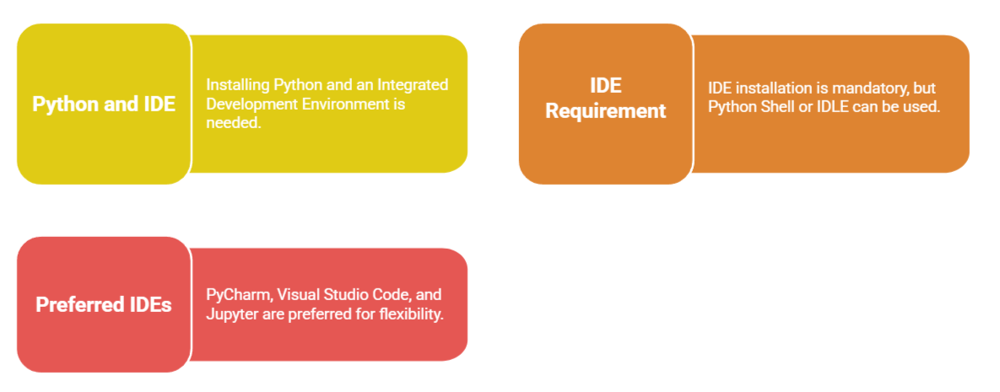 Python and IDE
Installing Python and an Integrated
Development Environment is
needed.
IDE
Requirement
IDE installation is mandatory, but
Python Shell or IDLE can be used.
Preferred IDEs
PyCharm, Visual Studio Code, and
Jupyter are preferred for flexibility.